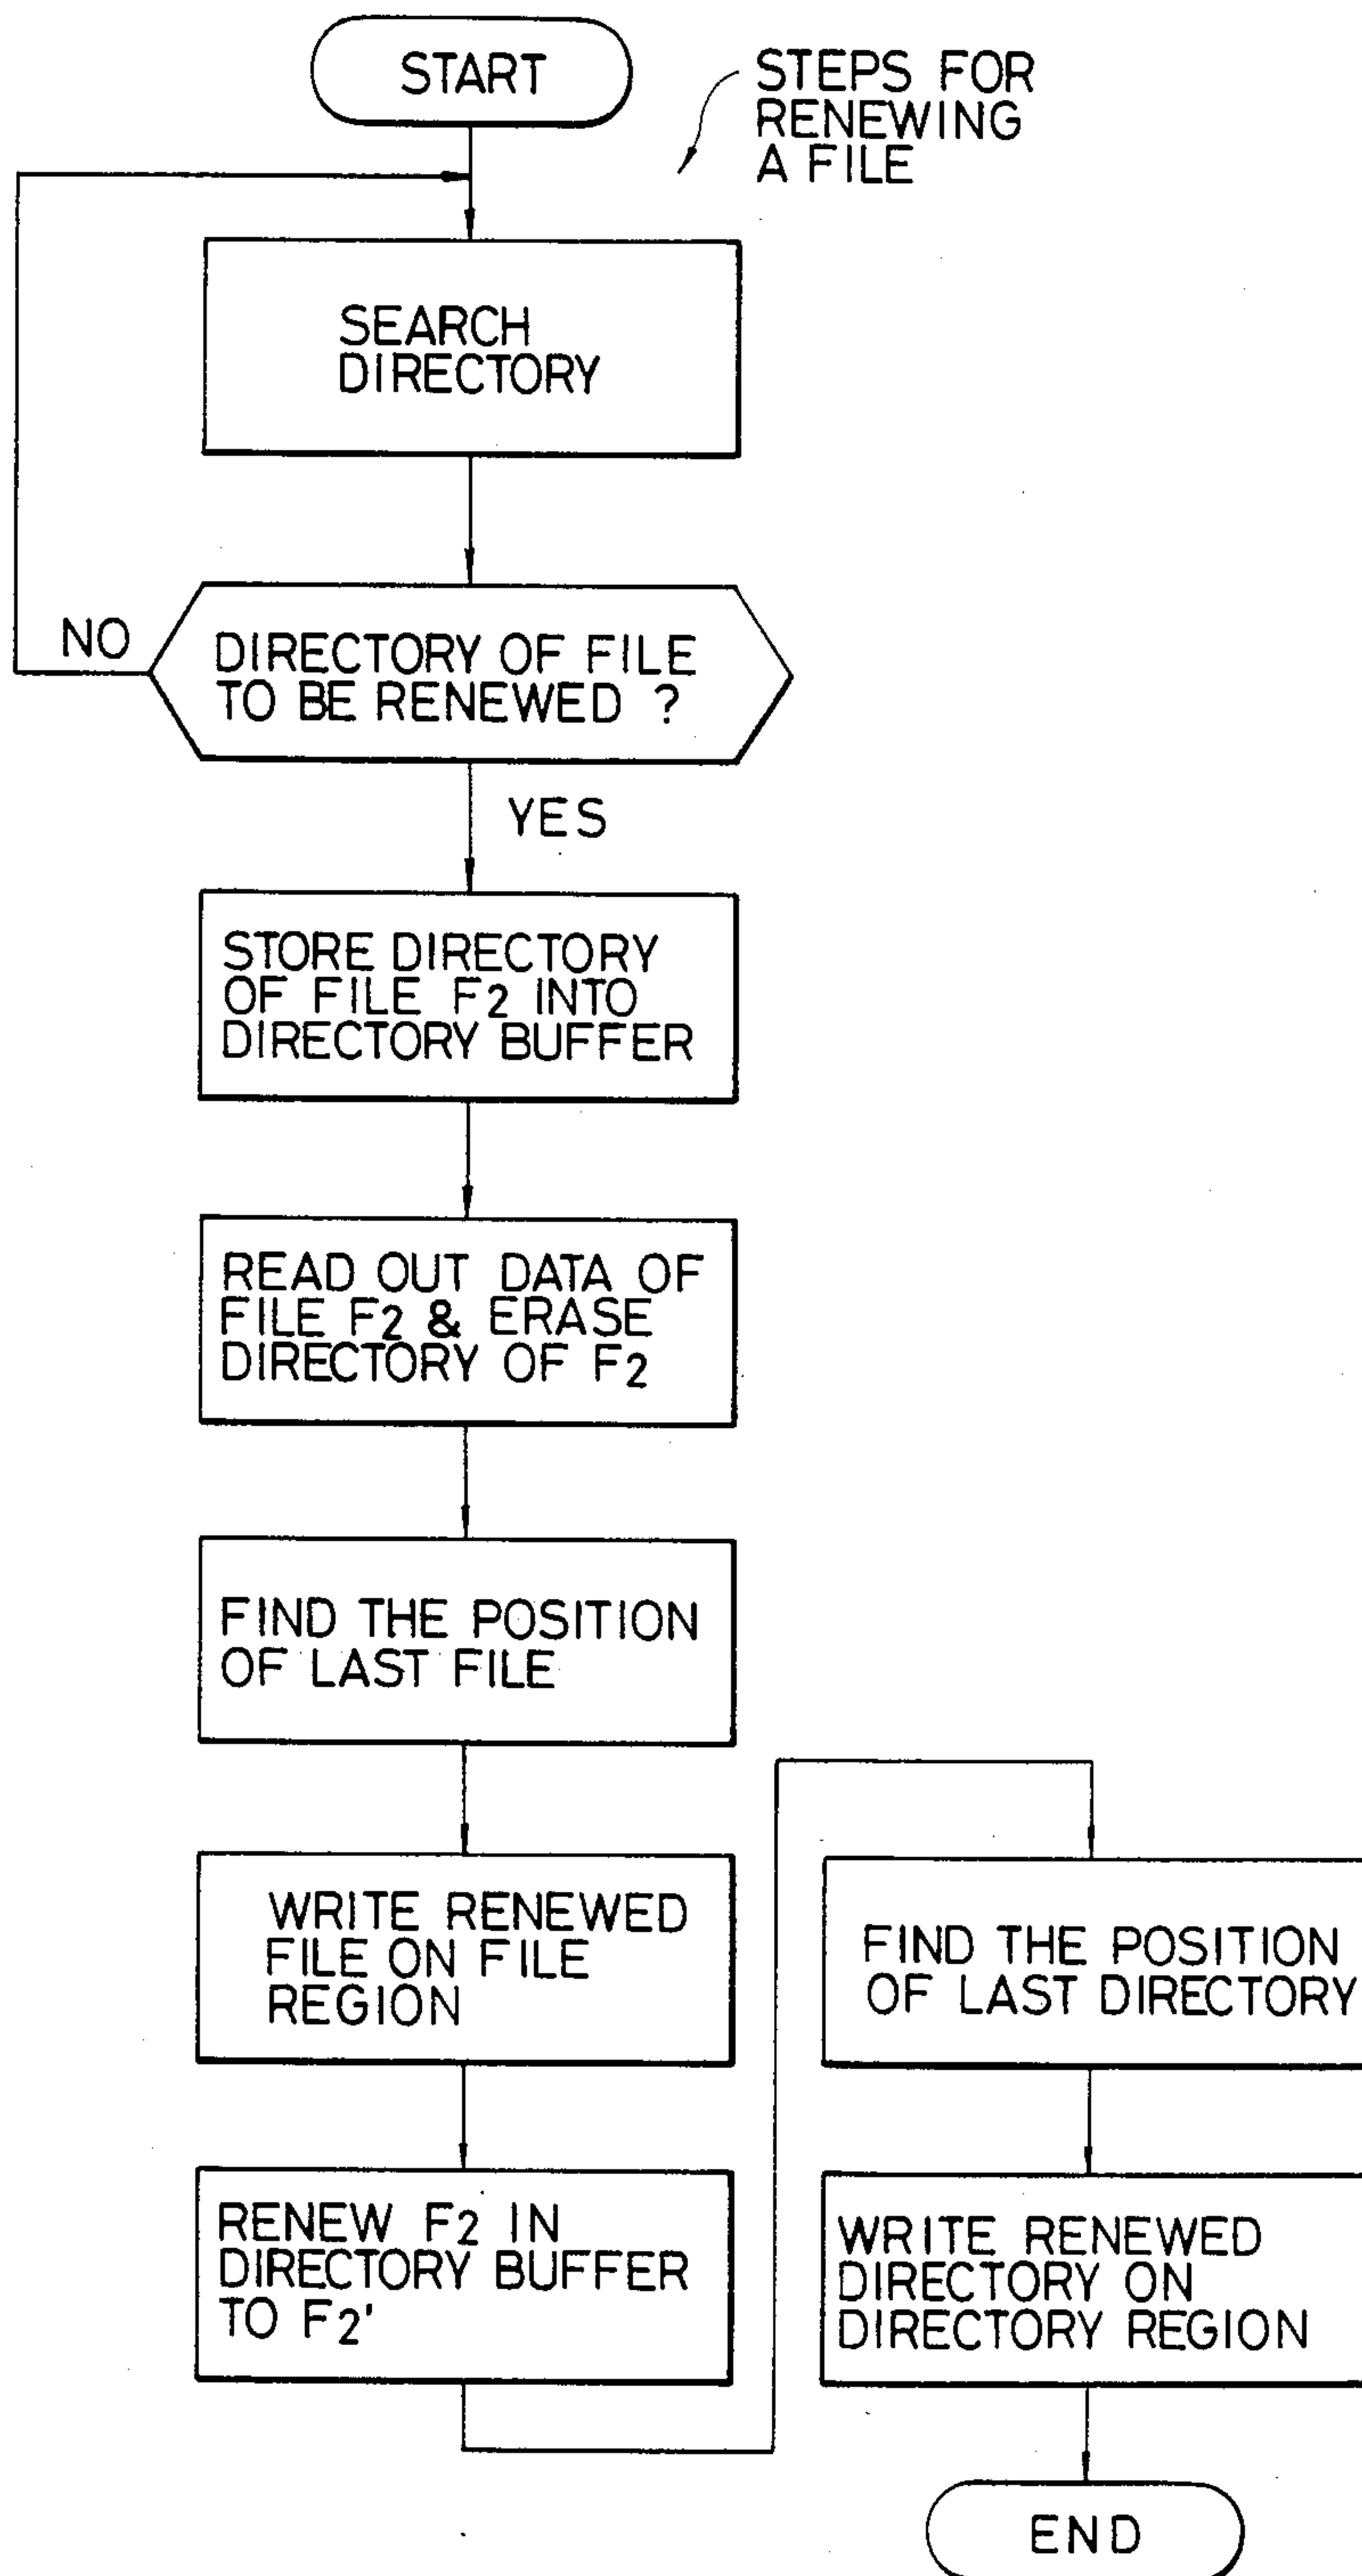 START
STEPS FOR
RENEWING
A FILE
SEARCH
DIRECTORY
NO
DIRECTORY OF FILE
TO BE RENEWED ?
YES
STORE DIRECTORY
OF FILE F2 INTO
DIRECTORY BUFFER
READ OUT DATA OF
FILE F2 & ERASE
DIRECTORY OF F2
FIND THE POSITION
OF LAST FILE
WRITE RENEWED
FILE ON FILE
REGION
RENEW F2 IN
DIRECTORY BUFFER
TO F2'
FIND THE POSITION
OF LAST DIRECTORY
WRITE RENEWED
DIRECTORY ON
DIRECTORY REGION
END